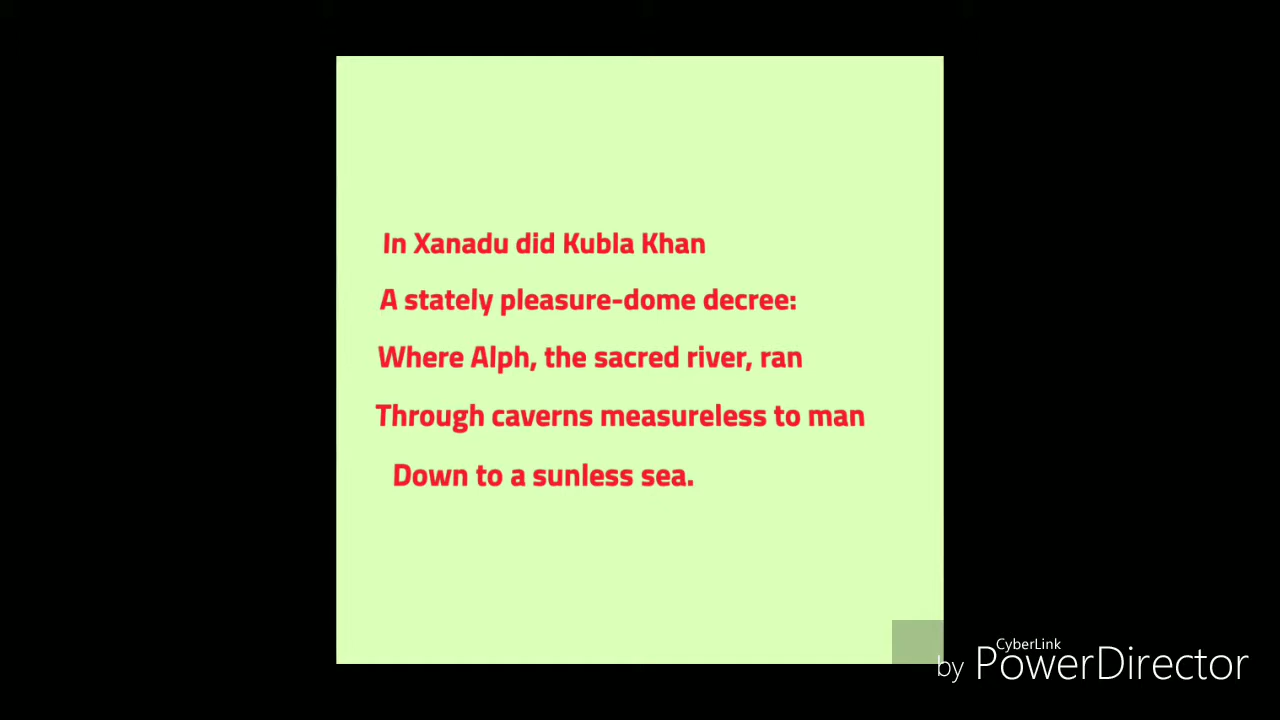 In Xanadu did Kubla Khan
A stately pleasure-dome decree:
Where Alph, the sacred river, ran
Through caverns measureless to man
Down to a sunless sea.
CyberLink
by PowerDirector